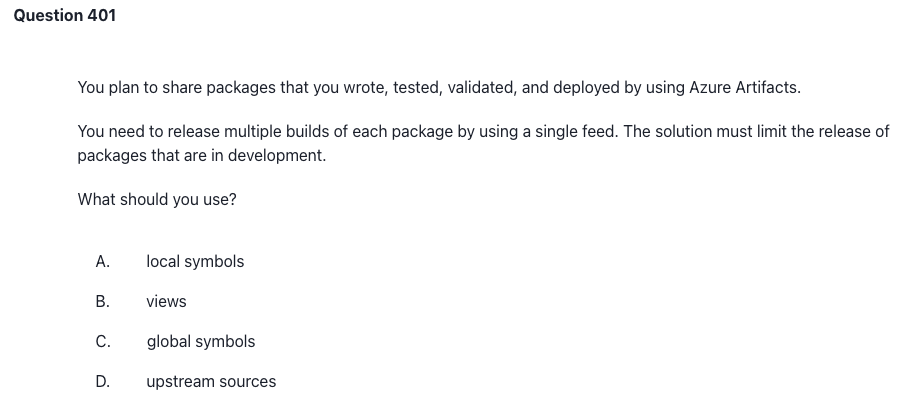 Question 401
You plan to share packages that you wrote, tested, validated, and deployed by using Azure Artifacts.
You need to release multiple builds of each package by using a single feed. The solution must limit the release of
packages that are in development.
What should you use?
A. local symbols
B. views
C. global symbols
D. upstream sources